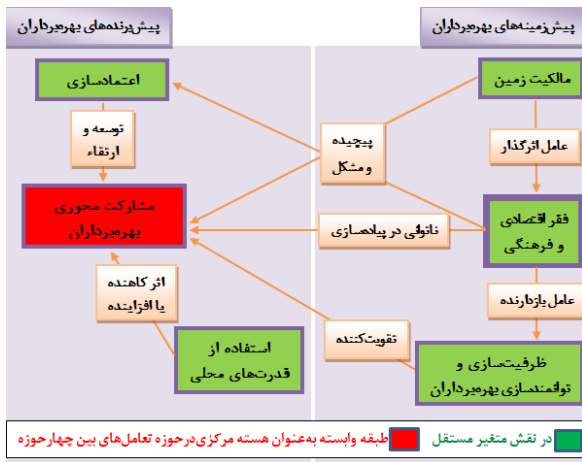 پیش‌زمینه‌های بهره‌برداران
پیش‌برنده‌های بهره‌برداران
مالکیت زمین
اعتمادسازی
عامل اثرگذار
پیچیده
و مشکل
توسعه و
ارتقاء
فقر اقتصادی
و فرهنگی
ناتوانی در پیاده‌سازی
مشارکت محوری
بهره‌برداران
عامل بازدارنده
تقویت‌کننده
اثر کاهنده
یا افزاینده
ظرفیت‌سازی و
توانمندسازی بهره‌برداران
استفاده از
قدرت‌های محلی
در نقش متغیر مستقل
طبقه وابسته به‌عنوان هسته مرکزی در حوزه تعامل‌های بین چهارحوزه